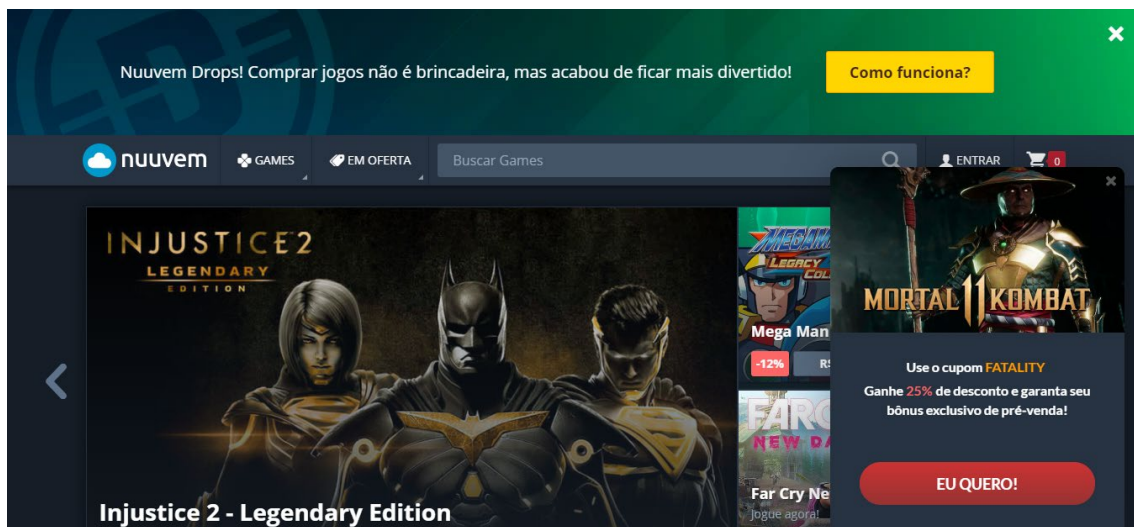 Nuuvem Drops! Comprar jogos não é brincadeira, mas acabou de ficar mais divertido!
Como funciona?
nuuvem
GAMES
EM OFERTA
Buscar Games
ENTRAR
0
INJUSTICE 2
LEGENDARY
EDITION
Injustice 2 - Legendary Edition
LEGACY
Mega Man
-12%
NEW
Far Cry Ne
Jogue agora!
MORTAL 11 KOMBAT
Use o cupom FATALITY
Ganhe 25% de desconto e garanta seu
bônus exclusivo de pré-venda!
EU QUERO!